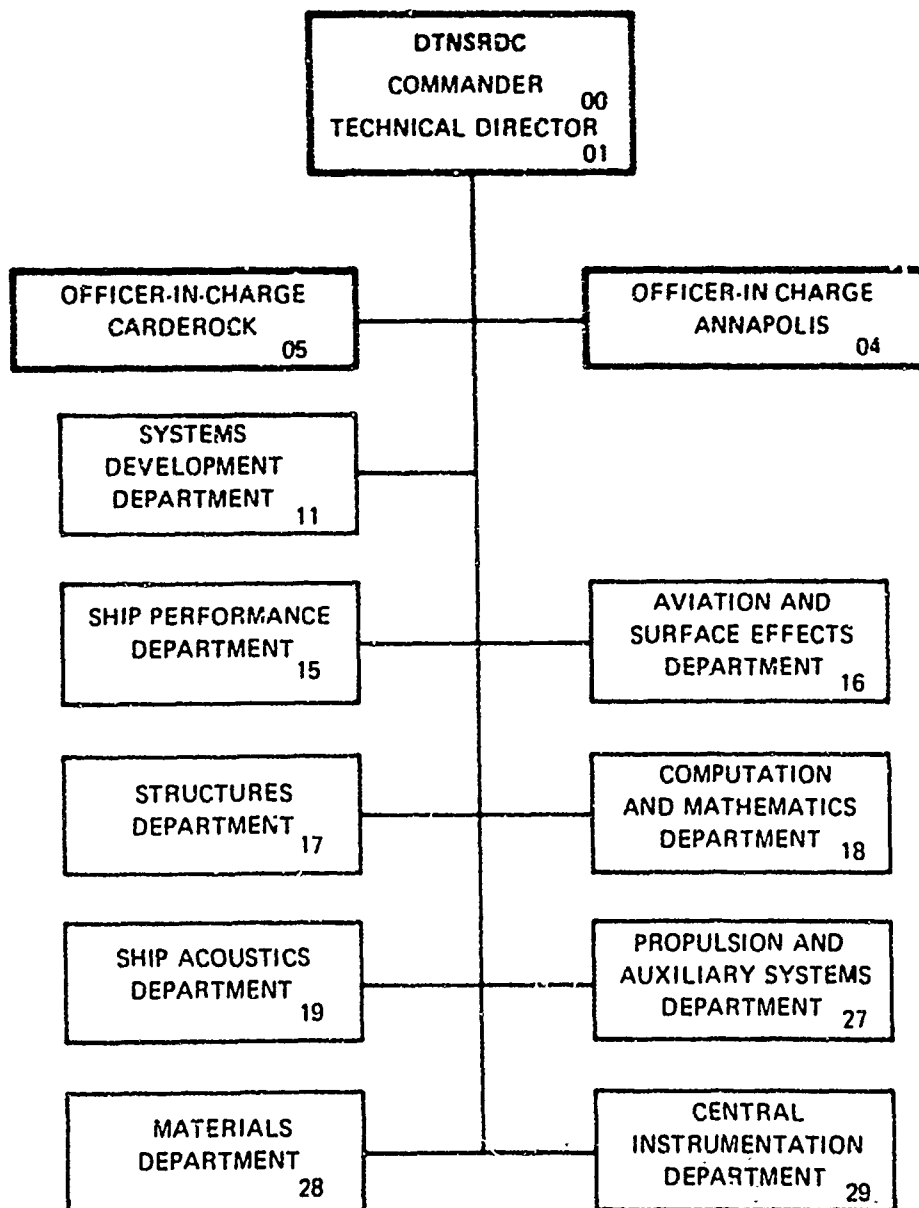 DTNSRDC
COMMANDER
00
TECHNICAL DIRECTOR
01
OFFICER-IN-CHARGE
CARDEROCK
05
OFFICER-IN CHARGE
ANNAPOLIS
04
SYSTEMS
DEVELOPMENT
DEPARTMENT
11
SHIP PERFORMANCE
DEPARTMENT
15
AVIATION AND
SURFACE EFFECTS
DEPARTMENT
16
STRUCTURES
DEPARTMENT
17
COMPUTATION
AND MATHEMATICS
DEPARTMENT
18
SHIP ACOUSTICS
DEPARTMENT
19
PROPULSION AND
AUXILIARY SYSTEMS
DEPARTMENT
27
MATERIALS
DEPARTMENT
28
CENTRAL
INSTRUMENTATION
DEPARTMENT
29